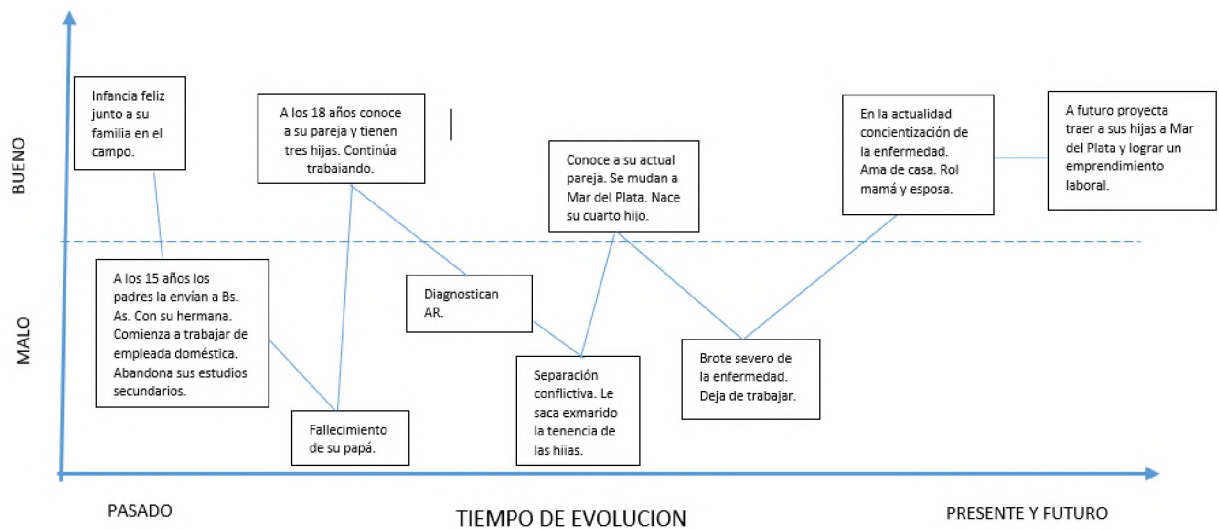 BUENO
MALO
Infancia feliz
junto a su
familia en el
campo.
A los 15 años los
padres la envían a Bs.
As. Con su hermana.
Comienza a trabajar de
empleada doméstica.
Abandona sus estudios
secundarios.
Fallecimiento
de su papá.
A los 18 años conoce
a su pareja y tienen
tres hijas. Continúa
trabajando.
Diagnostican
AR.
Separación
conflictiva. Le
saca exmarido
la tenencia de
las hijas.
Conoce a su actual
pareja. Se mudan a
Mar del Plata. Nace
su cuarto hijo.
Brote severo de
la enfermedad.
Deja de trabajar.
En la actualidad
concientización de
la enfermedad.
Ama de casa. Rol
mamá y esposa.
A futuro proyecta
traer a sus hijas a Mar
del Plata y lograr un
emprendimiento
laboral.
PASADO
TIEMPO DE EVOLUCION
PRESENTE Y FUTURO